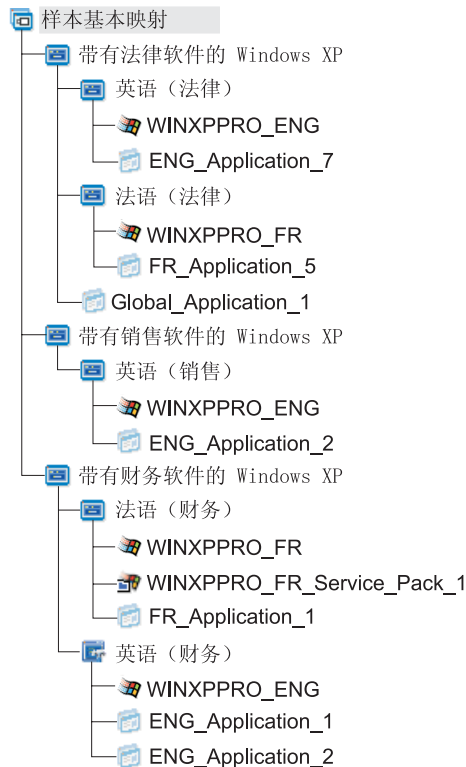 样本基本映射
带有法律软件的 Windows XP
英语（法律）
WINXPPRO_ENG
ENG_Application_7
法语（法律）
WINXPPRO_FR
FR_Application_5
Global_Application_1
带有销售软件的 Windows XP
英语（销售）
WINXPPRO_ENG
ENG_Application_2
带有财务软件的 Windows XP
法语（财务）
WINXPPRO_FR
WINXPPRO_FR_Service_Pack_1
FR_Application_1
英语（财务）
WINXPPRO_ENG
ENG_Application_1
ENG_Application_2